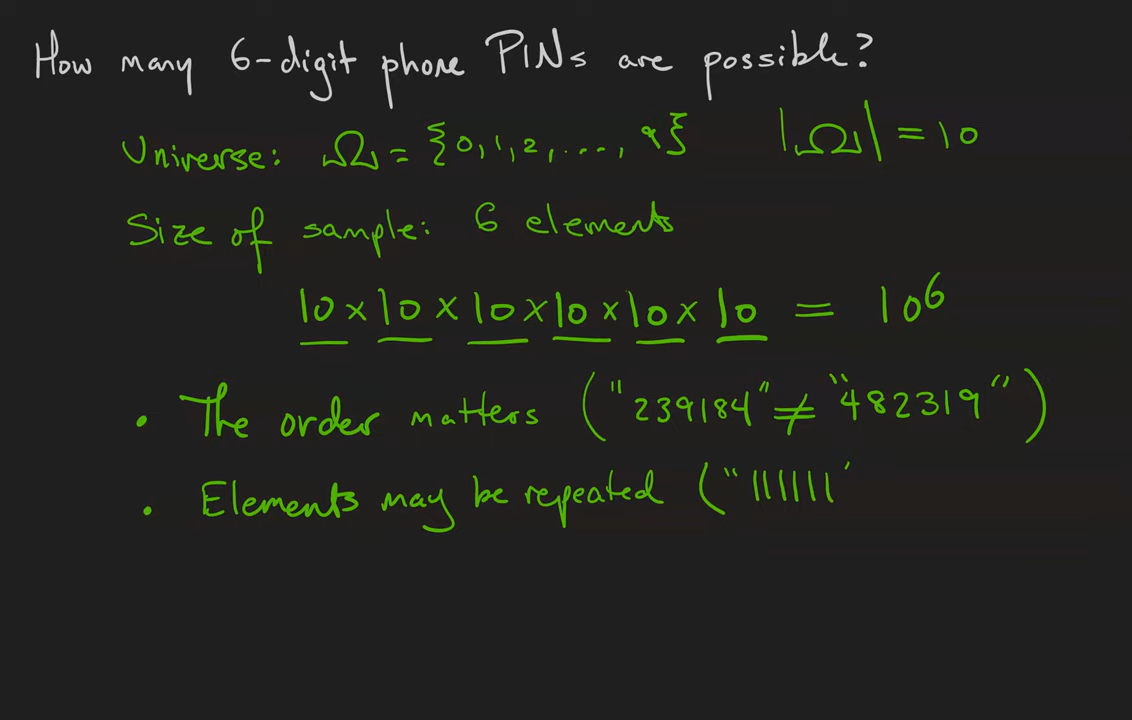 How many 6-digit phone PINs are possible?
Universe: Ω = {0,1,2,....,9} |Ω| = 10
Size of sample: 6 elements
10 × 10 × 10 × 10 × 10 × 10 = 10⁶
• The order matters ("239184" ≠ "482319")
• Elements may be repeated ("111111'